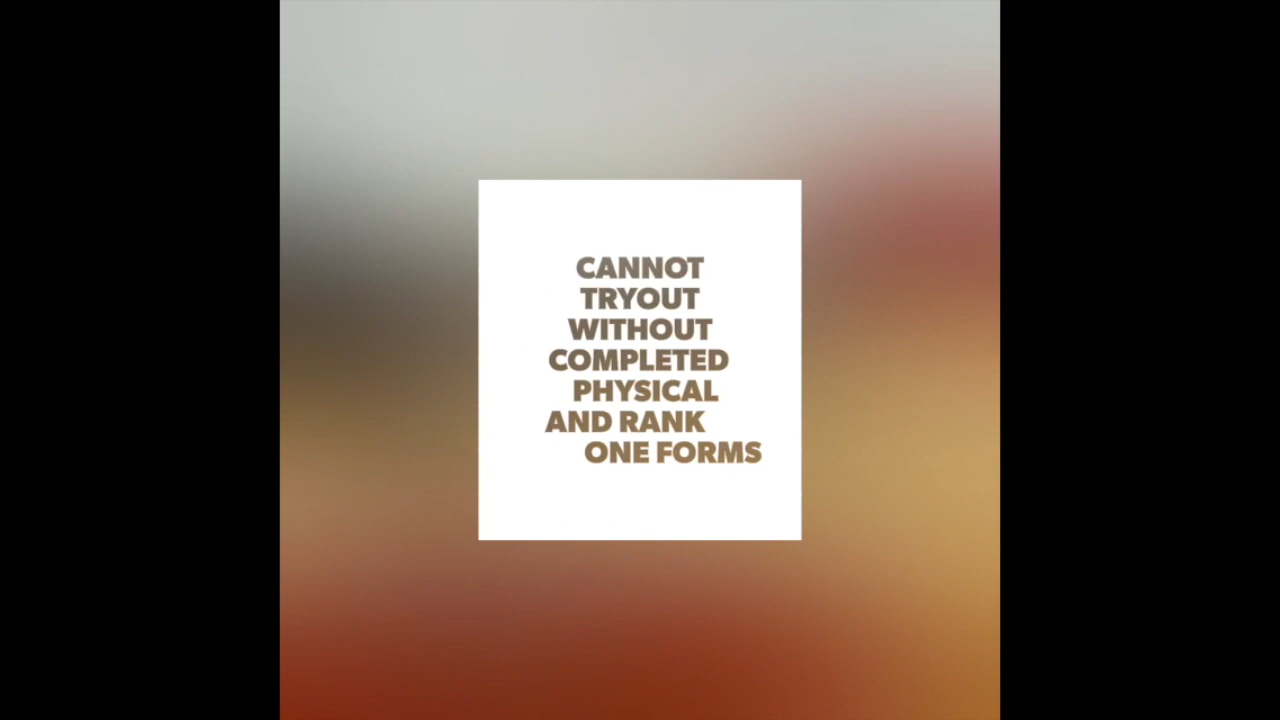 CANNOT
TRYOUT
WITHOUT
COMPLETED
PHYSICAL
AND RANK
ONE FORMS